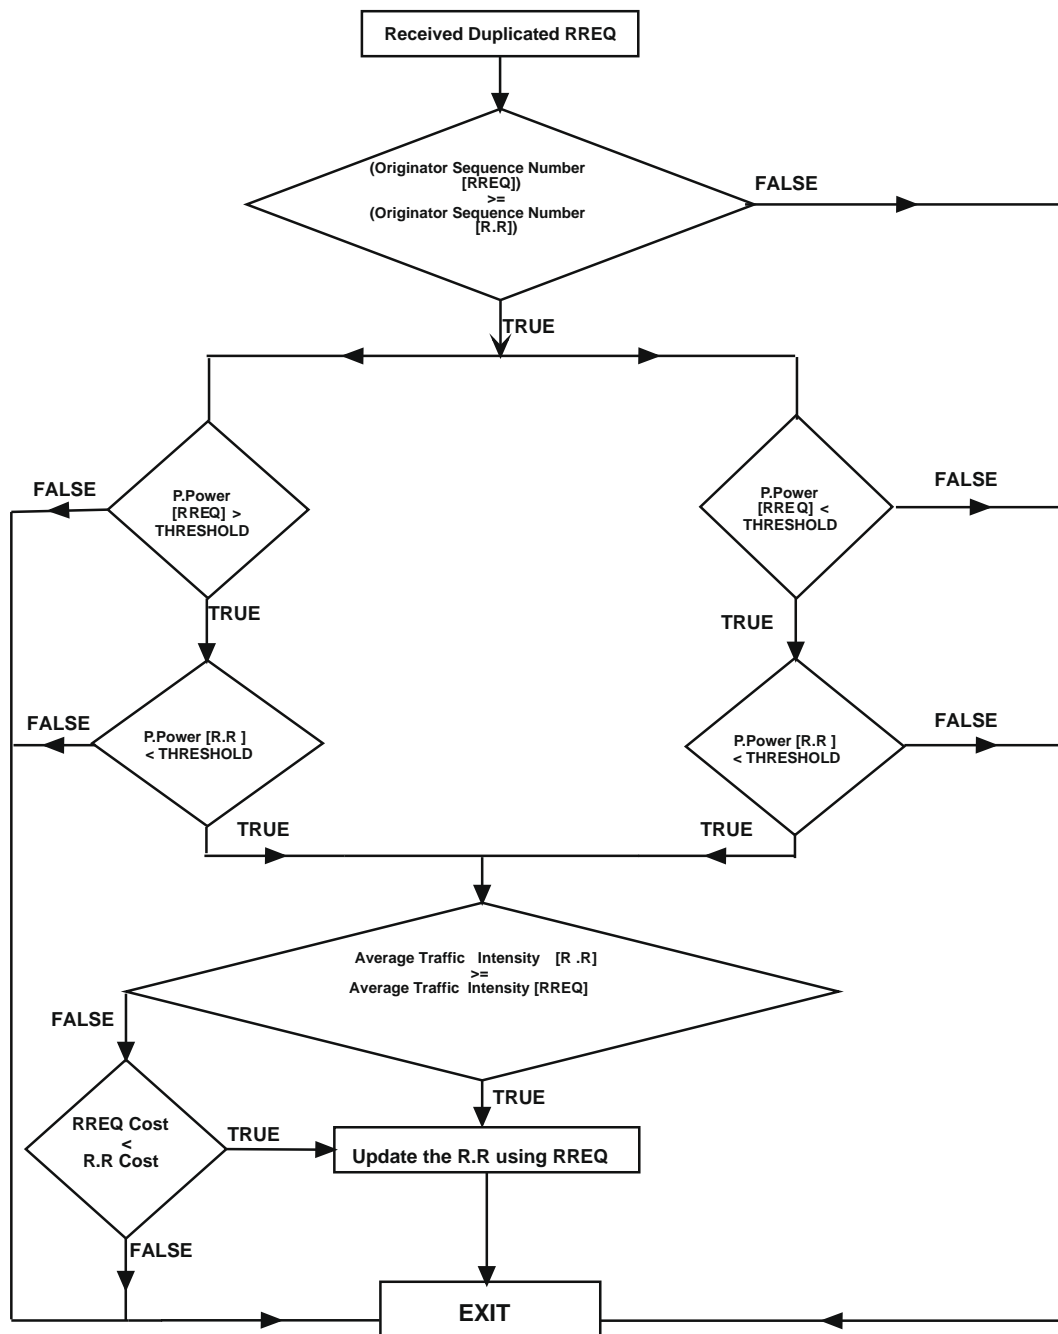 Received Duplicated RREQ
(Originator Sequence Number
[RREQ])
>=
(Originator Sequence Number
[R.R])
FALSE
TRUE
FALSE
P.Power
[RREQ] >
THRESHOLD
P.Power
[RREQ] <
THRESHOLD
FALSE
TRUE
TRUE
FALSE
P.Power [R.R ]
< THRESHOLD
P.Power [R.R ]
< THRESHOLD
FALSE
TRUE
TRUE
Average Traffic Intensity [R .R]
>=
Average Traffic Intensity [RREQ]
FALSE
TRUE
RREQ Cost
<
R.R Cost
TRUE
Update the R.R using RREQ
FALSE
EXIT